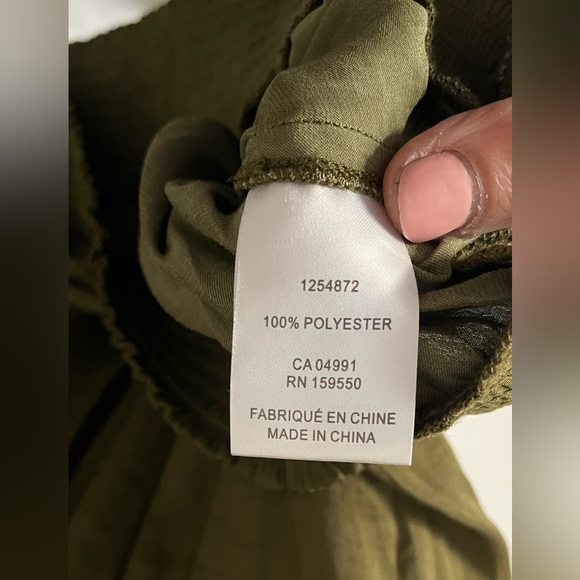 1254872
100% POLYESTER
CA 04991
RN 159550
FABRIQUÉ EN CHINE
MADE IN CHINA